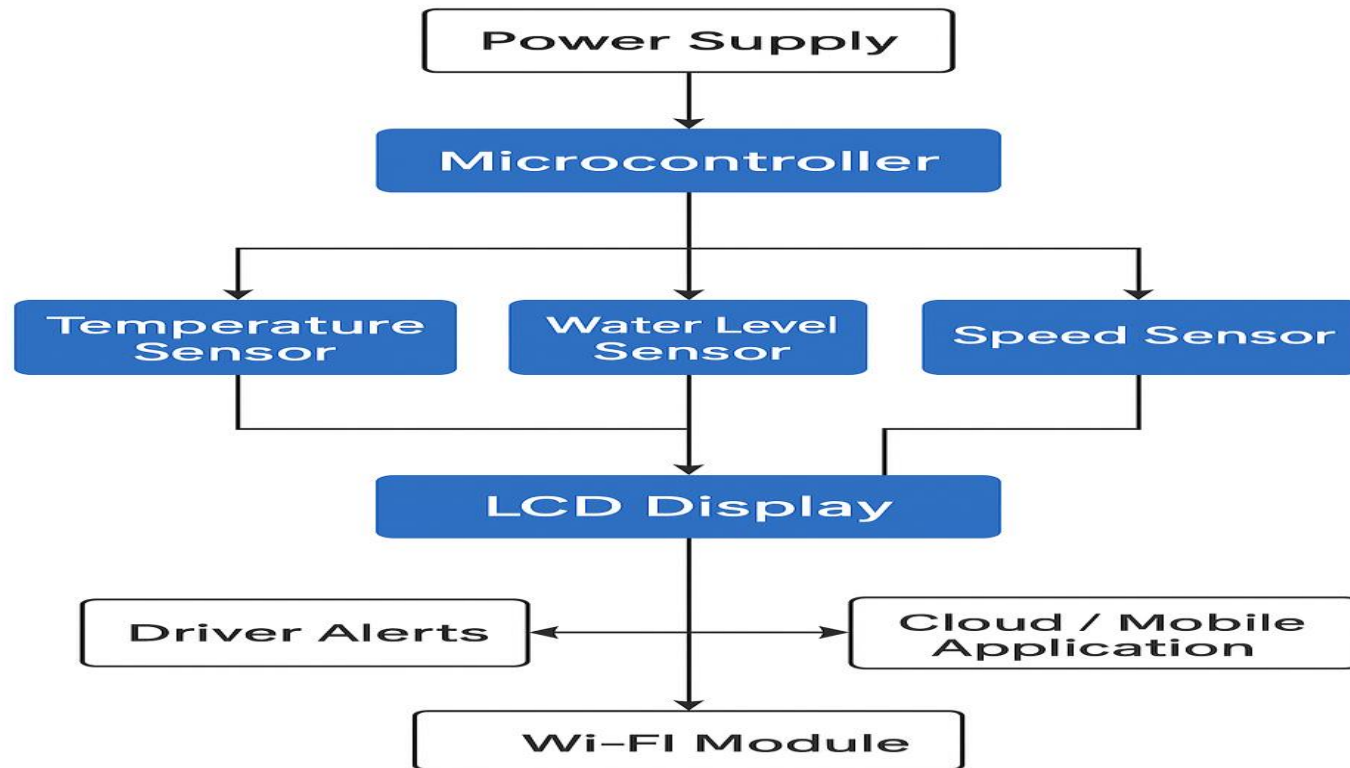 Power Supply
Microcontroller
Temperature
Sensor
Water Level
Sensor
Speed Sensor
LCD Display
Driver Alerts
Cloud / Mobile
Application
Wi-FI Module